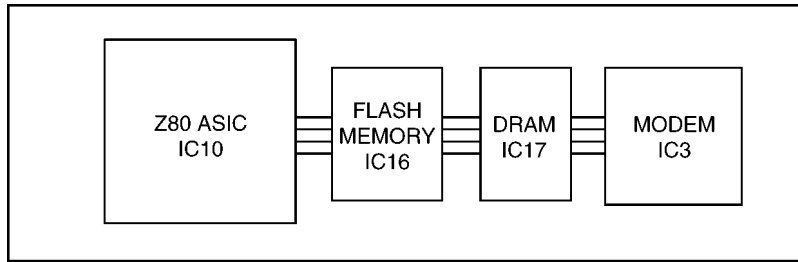 Z80 ASIC
IC10
FLASH
MEMORY
IC16
DRAM
IC17
MODEM
IC3